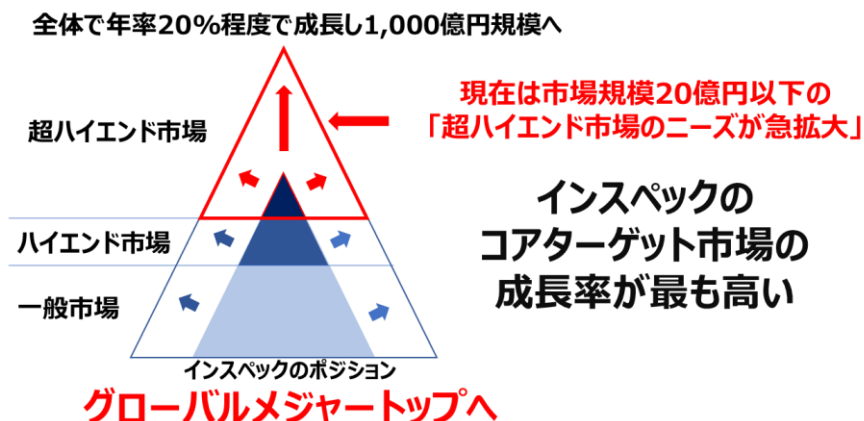 全体で年率20%程度で成長し1,000億円規模へ
超ハイエンド市場
現在は市場規模20億円以下の
「超ハイエンド市場のニーズが急拡大」
ハイエンド市場
一般市場
インスペックの
コアターゲット市場の
成長率が最も高い
インスペックのポジション
グローバルメジャートップへ